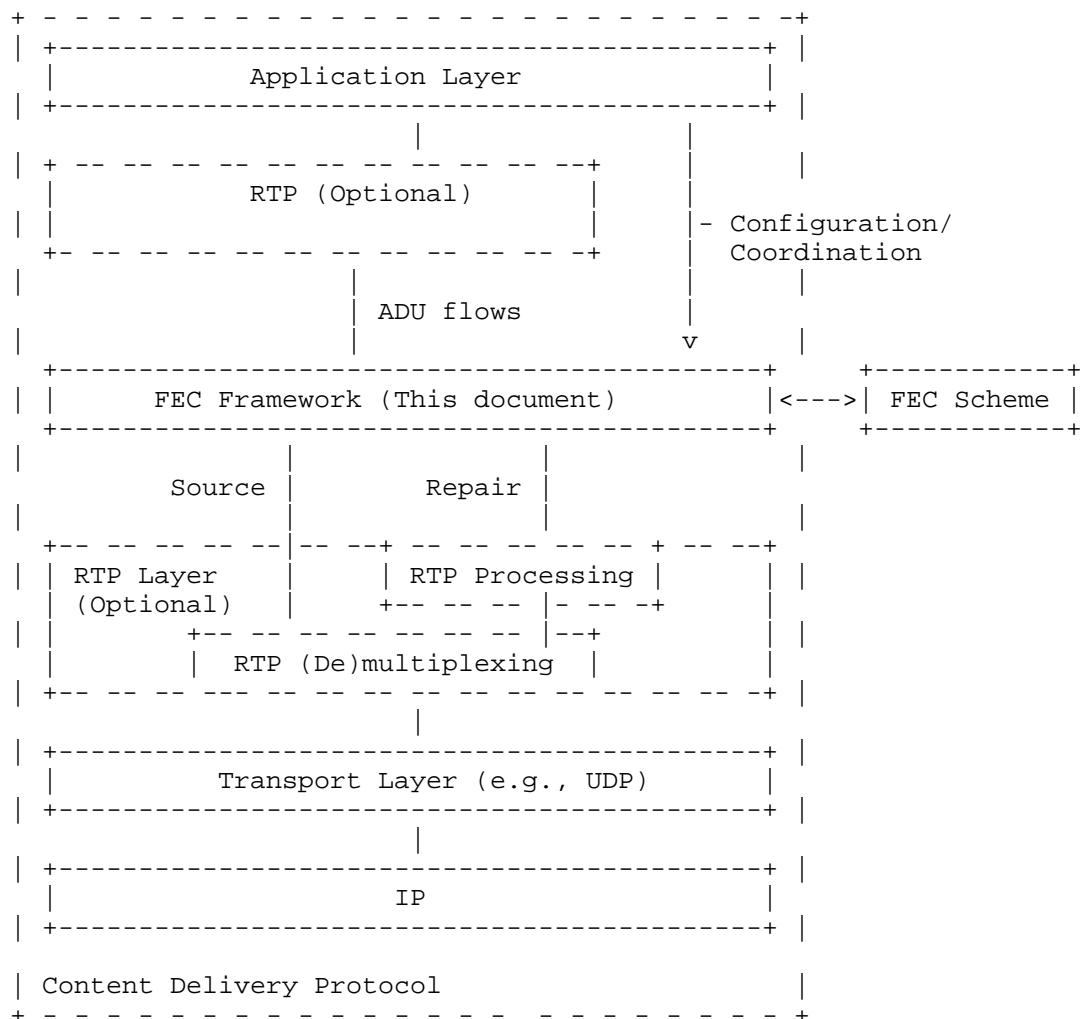 Application Layer
RTP (Optional)
- Configuration/
Coordination
ADU flows
v
FEC Framework (This document) <---> FEC Scheme
Source Repair
RTP Layer RTP Processing
(Optional)
RTP (De)multiplexing
Transport Layer (e.g., UDP)
IP
Content Delivery Protocol